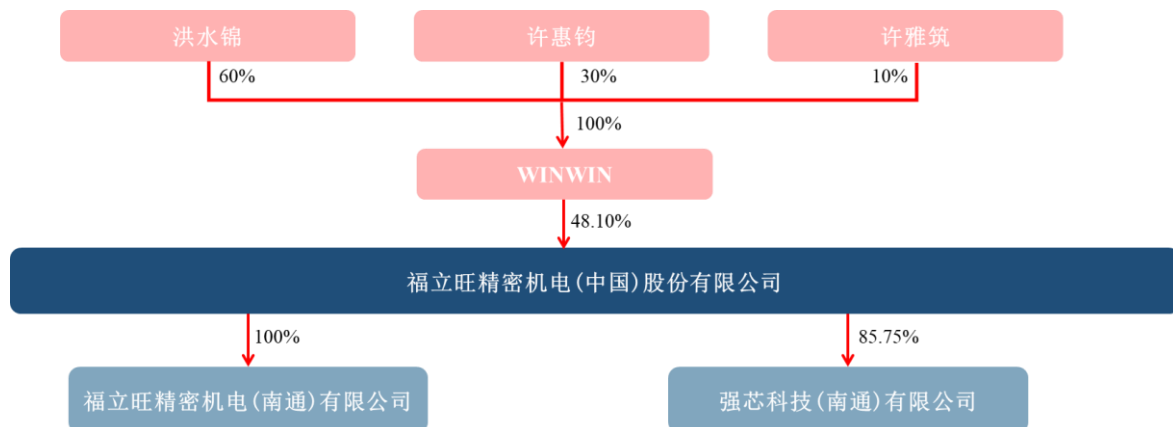 洪水锦
许惠钧
许雅筑
60%
30%
10%
100%
WINWIN
48.10%
福立旺精密机电(中国)股份有限公司
100%
85.75%
福立旺精密机电(南通)有限公司
强芯科技(南通)有限公司